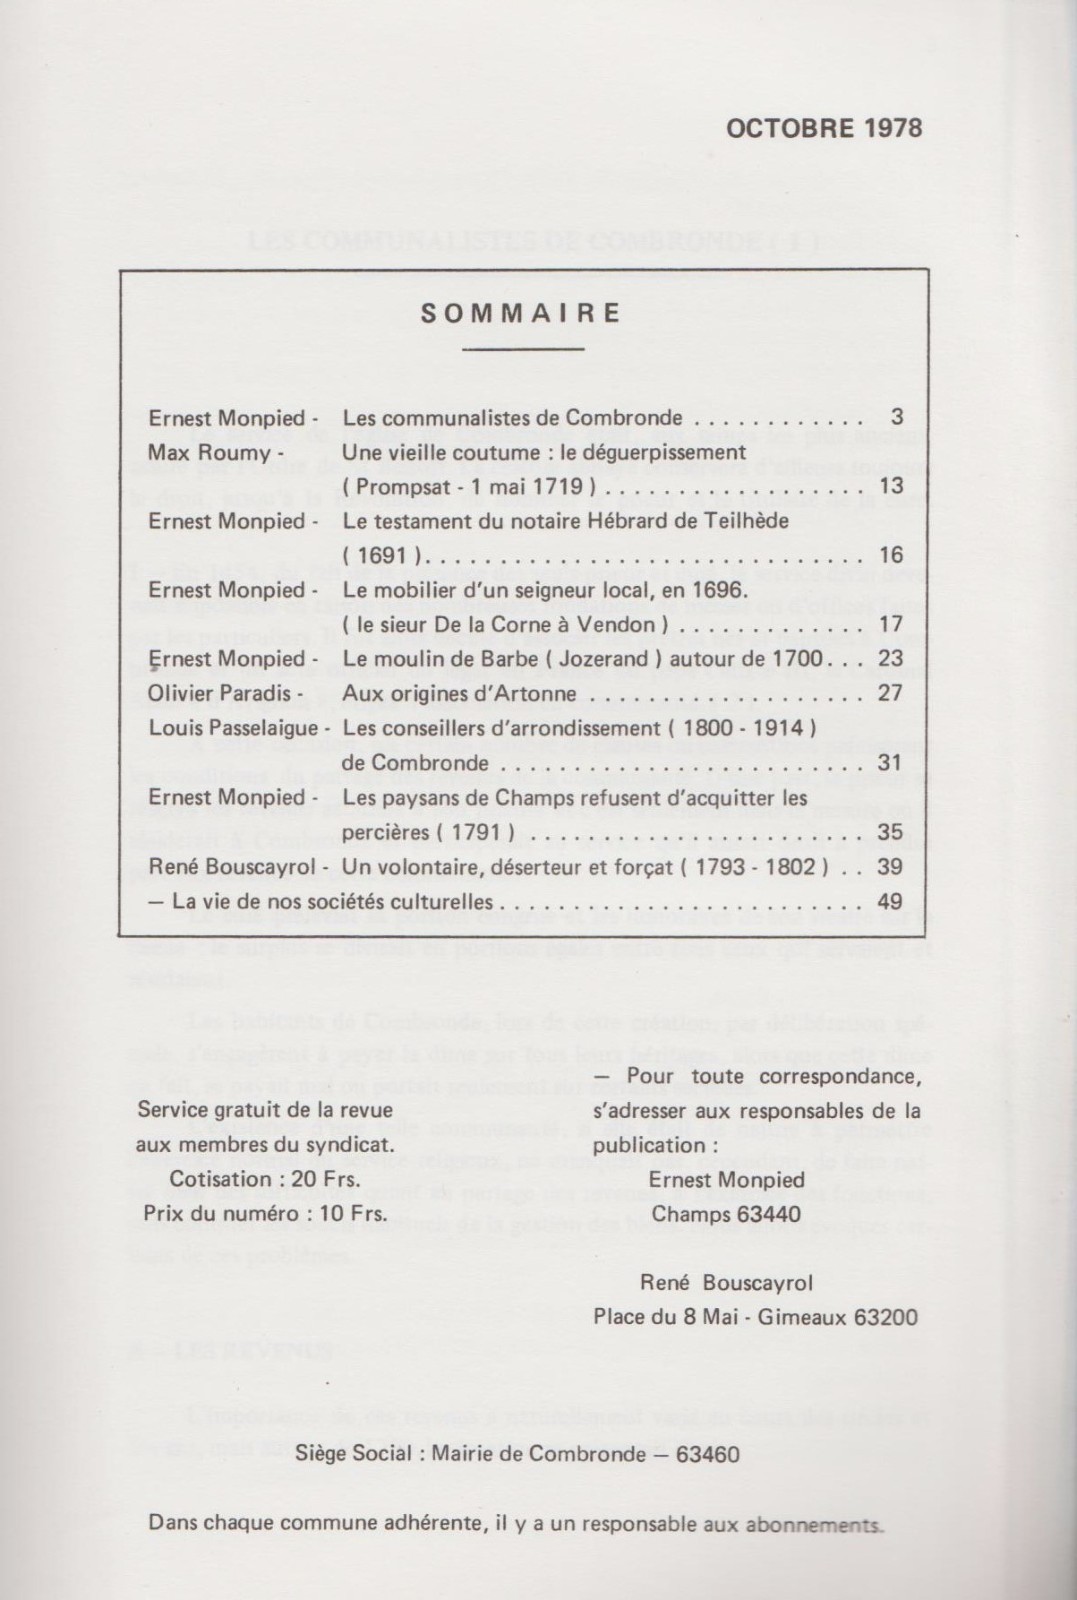 OCTOBRE 1978
LES COMMUNALISTES DE COMBRONDE ( 1 )
SOMMAIRE
Ernest Monpied - Les communalistes de Combronde . . . . . . . . . . . . 3
Max Roumy - Une vieille coutume : le déguerpissement
( Prompsat - 1 mai 1719 ) . . . . . . . . . . . . . . . . . . 13
Ernest Monpied - Le testament du notaire Hébrard de Teilhède
( 1691 ). . . . . . . . . . . . . . . . . . . . . . . . . . . . . . . 16
Ernest Monpied - Le mobilier d'un seigneur local, en 1696.
( le sieur De la Corne à Vendon ) . . . . . . . . . . . . . 17
Ernest Monpied - Le moulin de Barbe ( Jozerand ) autour de 1700. . . 23
Olivier Paradis - Aux origines d'Artonne . . . . . . . . . . . . . . . . . . . 27
Louis Passelaigue - Les conseillers d'arrondissement ( 1800 - 1914 )
de Combronde . . . . . . . . . . . . . . . . . . . . . . . . . 31
Ernest Monpied - Les paysans de Champs refusent d'acquitter les
percières ( 1791 ) . . . . . . . . . . . . . . . . . . . . . . . 35
René Bouscayrol - Un volontaire, déserteur et forçat ( 1793 - 1802 ) . . 39
— La vie de nos sociétés culturelles . . . . . . . . . . . . . . . . . . . . . . . . . 49
Service gratuit de la revue
aux membres du syndicat.
Cotisation : 20 Frs.
Prix du numéro : 10 Frs.
— Pour toute correspondance,
s'adresser aux responsables de la
publication :
Ernest Monpied
Champs 63440
René Bouscayrol
Place du 8 Mai - Gimeaux 63200
Siège Social : Mairie de Combronde — 63460
Dans chaque commune adhérente, il y a un responsable aux abonnements.